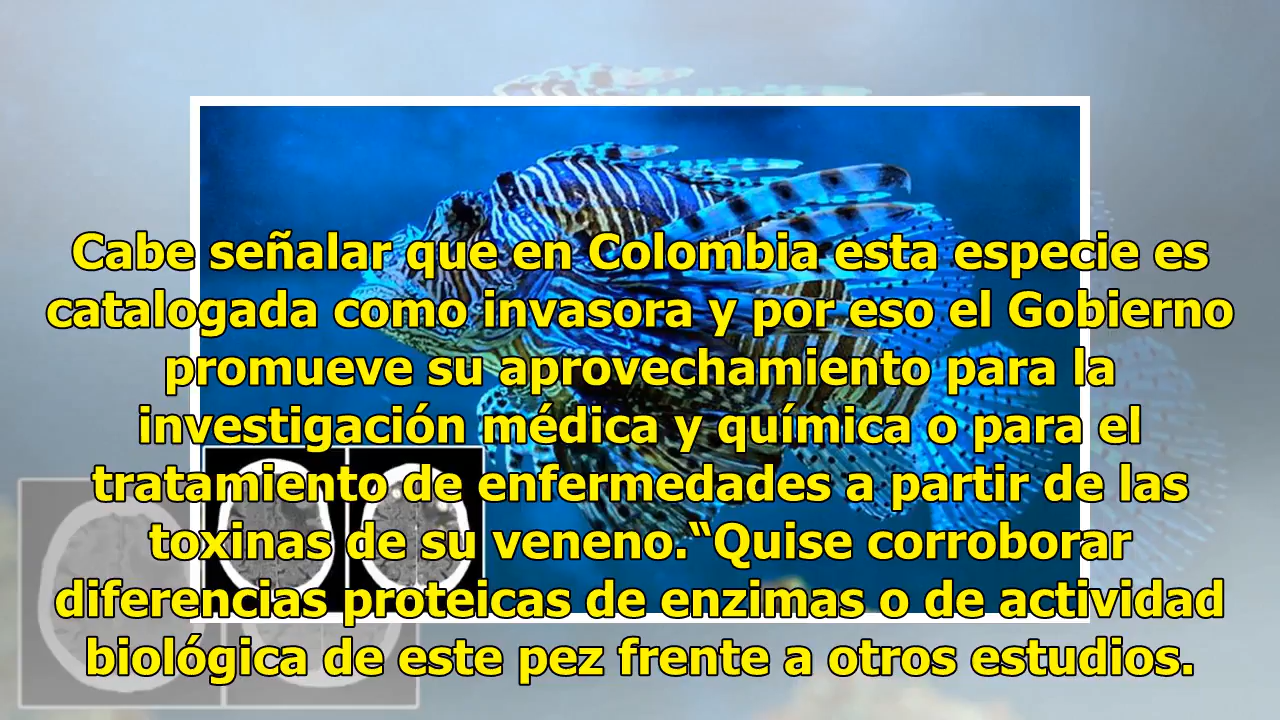 Cabe señalar que en Colombia esta especie es
catalogada como invasora y por eso el Gobierno
promueve su aprovechamiento para la
investigación médica y química o para el
tratamiento de enfermedades a partir de las
toxinas de su veneno.“Quise corroborar
diferencias proteicas de enzimas o de actividad
biológica de este pez frente a otros estudios.